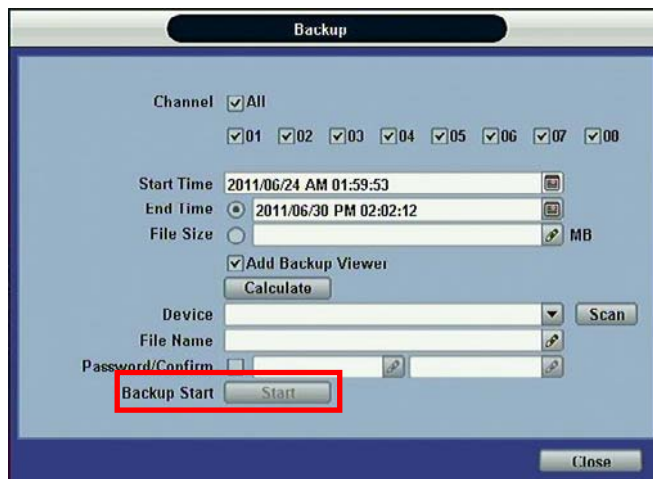 Backup
Channel All
01 02 03 04 05 06 07 08
Start Time 2011/06/24 AM 01:59:53
End Time 2011/06/30 PM 02:02:12
File Size MB
Add Backup Viewer
Calculate
Device Scan
File Name
Password/Confirm
Backup Start Start
Close